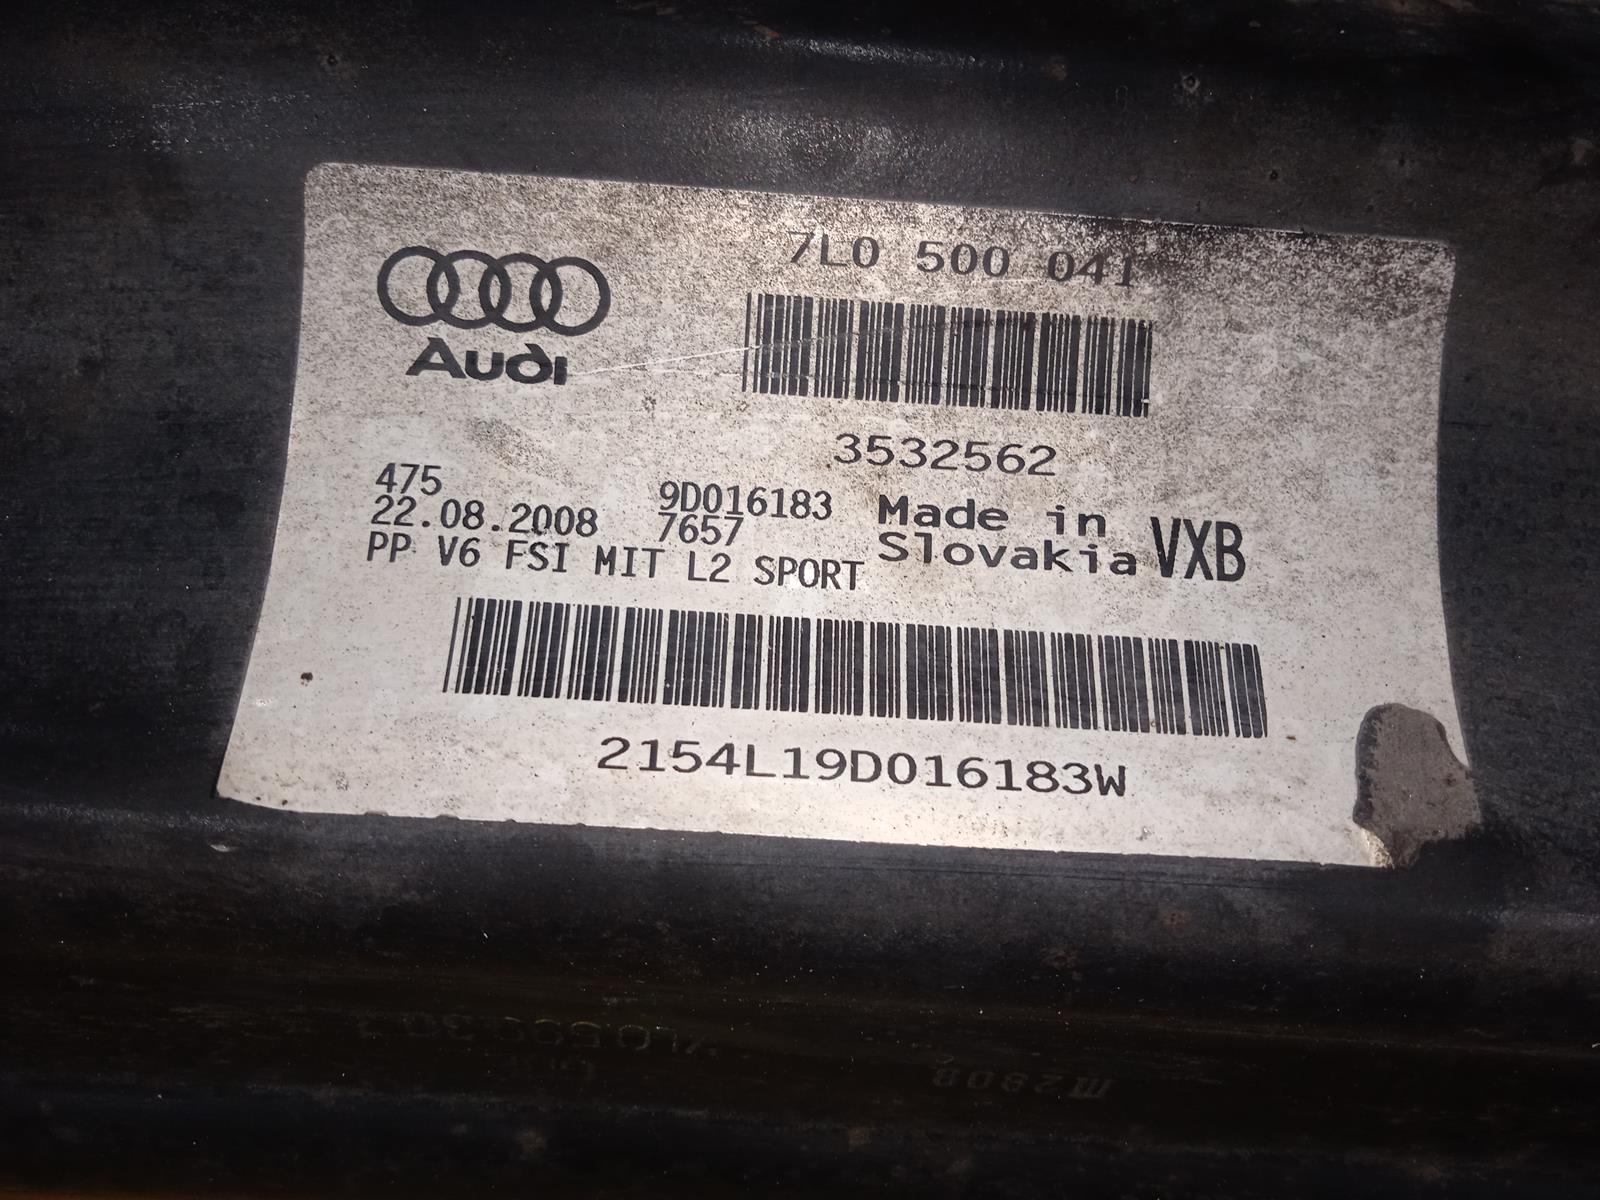 Audi
7L0 500 041
3532562
475
22.08.2008
9D016183
7657
PP V6 FSI MIT L2 SPORT
Made in
Slovakia
VXB
2154L19D016183W